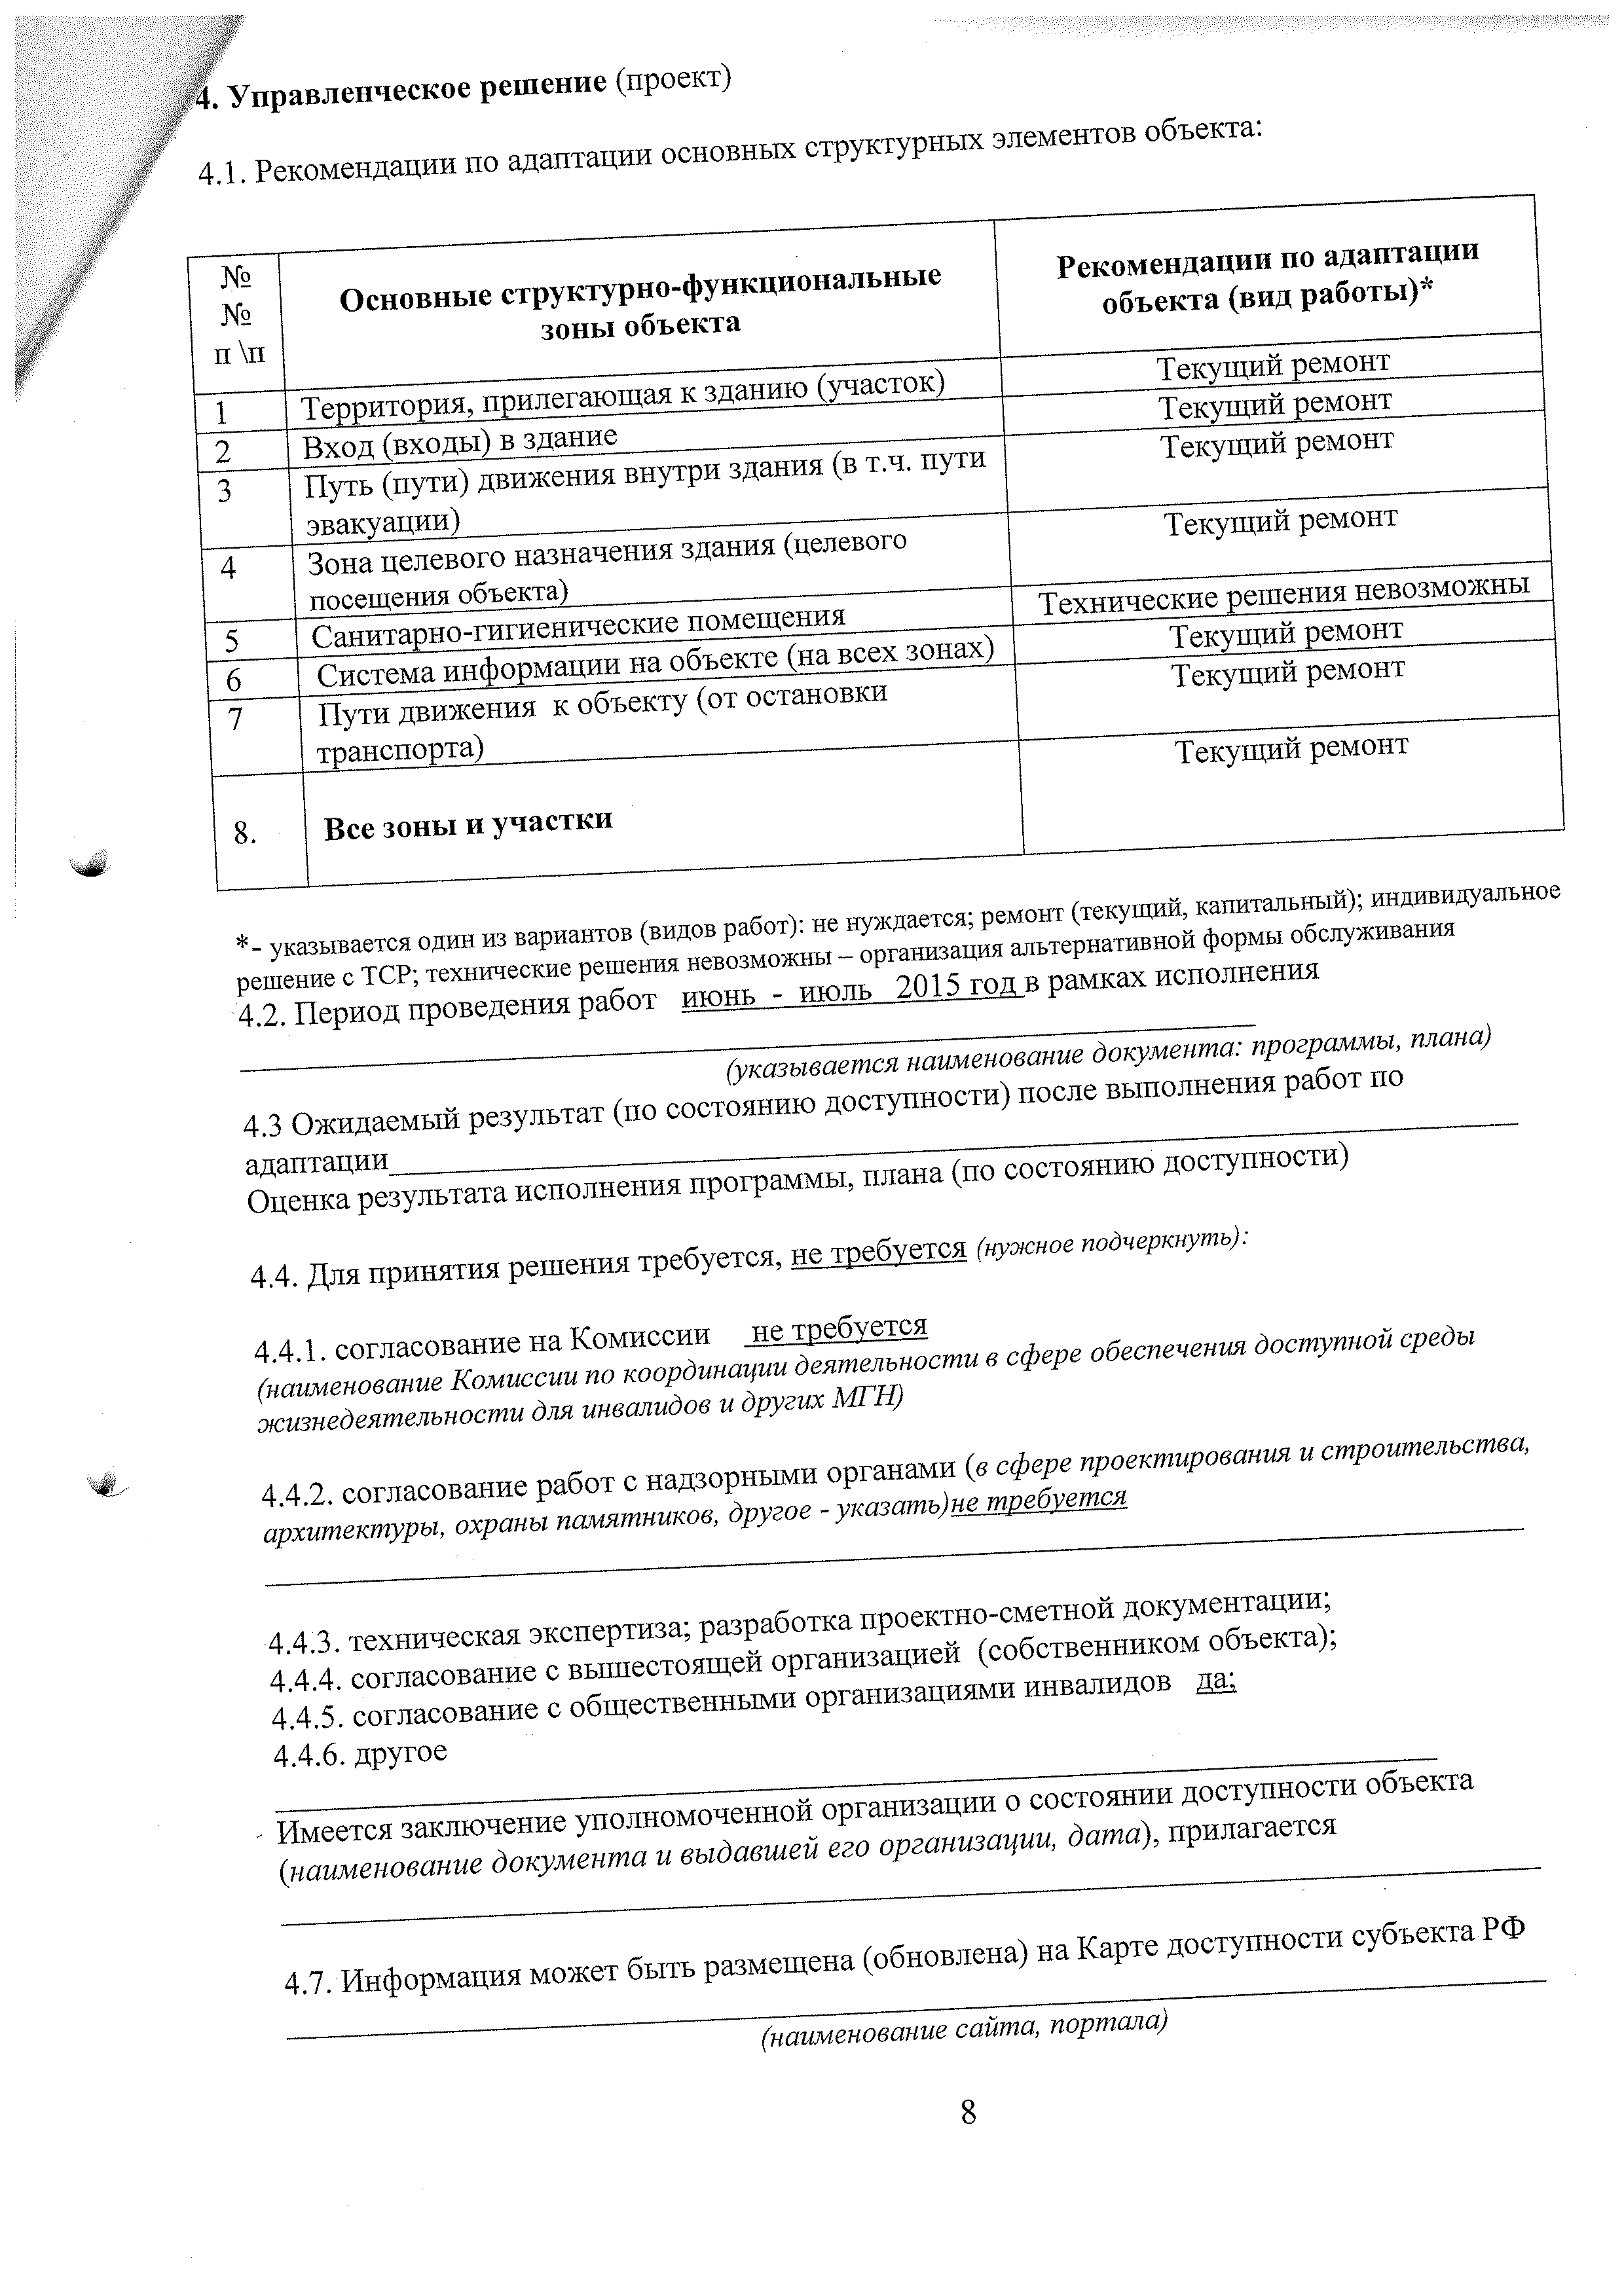 4. Управленческое решение (проект)
4.1. Рекомендации по адаптации основных структурных элементов объекта:
№
№
п \п
Основные структурно-функциональные
зоны объекта
Рекомендации по адаптации
объекта (вид работы)*
1 Территория, прилегающая к зданию (участок) Текущий ремонт
2 Вход (входы) в здание Текущий ремонт
3 Путь (пути) движения внутри здания (в т.ч. пути Текущий ремонт
эвакуации)
4 Зона целевого назначения здания (целевого Текущий ремонт
посещения объекта)
5 Санитарно-гигиенические помещения Технические решения невозможны
6 Система информации на объекте (на всех зонах) Текущий ремонт
7 Пути движения к объекту (от остановки Текущий ремонт
транспорта)
8. Все зоны и участки Текущий ремонт
*- указывается один из вариантов (видов работ): не нуждается; ремонт (текущий, капитальный); индивидуальное
решение с ТСР; технические решения невозможны – организация альтернативной формы обслуживания
4.2. Период проведения работ июнь - июль 2015 год в рамках исполнения
(указывается наименование документа: программы, плана)
4.3 Ожидаемый результат (по состоянию доступности) после выполнения работ по
адаптации
Оценка результата исполнения программы, плана (по состоянию доступности)
4.4. Для принятия решения требуется, не требуется (нужное подчеркнуть):
4.4.1. согласование на Комиссии не требуется
(наименование Комиссии по координации деятельности в сфере обеспечения доступной среды
жизнедеятельности для инвалидов и других МГН)
4.4.2. согласование работ с надзорными органами (в сфере проектирования и строительства,
архитектуры, охраны памятников, другое - указать)не требуется
4.4.3. техническая экспертиза; разработка проектно-сметной документации;
4.4.4. согласование с вышестоящей организацией (собственником объекта);
4.4.5. согласование с общественными организациями инвалидов да;
4.4.6. другое
Имеется заключение уполномоченной организации о состоянии доступности объекта
(наименование документа и выдавшей его организации, дата), прилагается
4.7. Информация может быть размещена (обновлена) на Карте доступности субъекта РФ
(наименование сайта, портала)
8